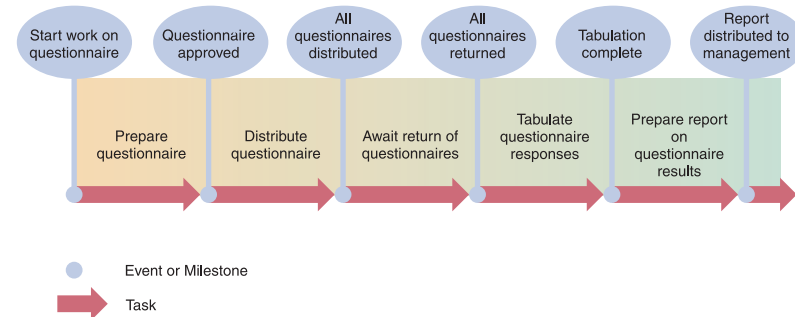 Start work on
questionnaire
Questionnaire
approved
All
questionnaires
distributed
All
questionnaires
returned
Tabulation
complete
Report
distributed to
management
Prepare
questionnaire
Distribute
questionnaire
Await return of
questionnaires
Tabulate
questionnaire
responses
Prepare report
on
questionnaire
results
Event or Milestone
Task